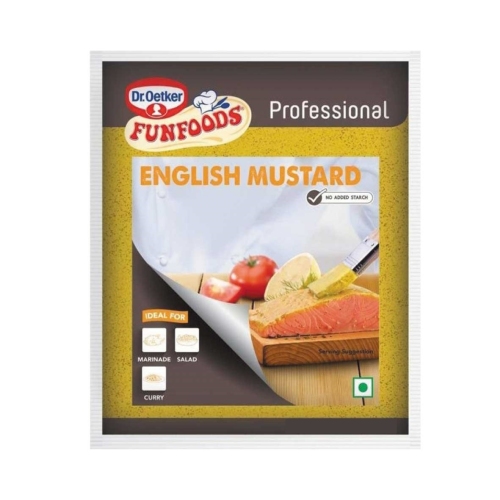 Dr.Oetker
FUNFOODS
Professional
ENGLISH MUSTARD
NO ADDED STARCH
IDEAL FOR
MARINADE
SALAD
CURRY